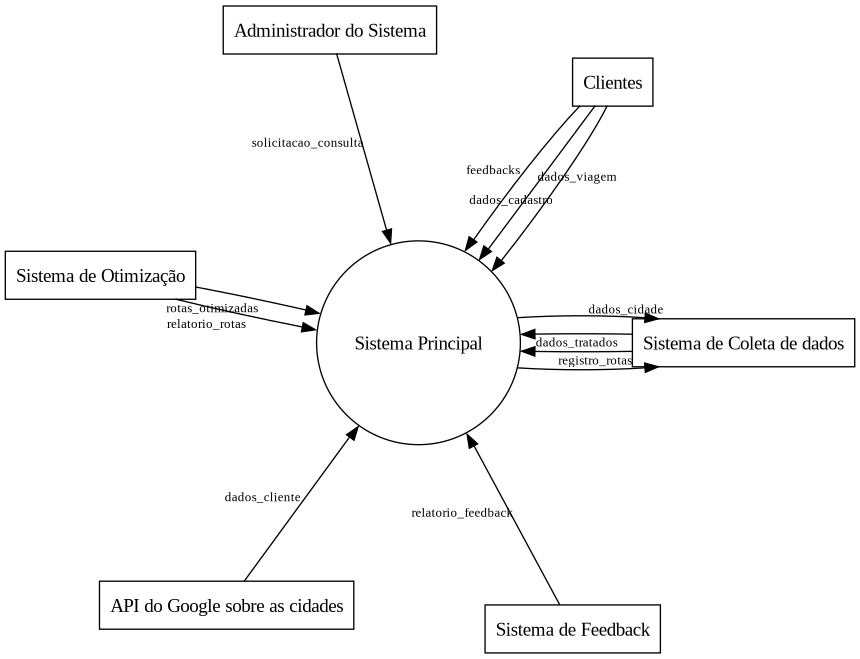 Administrador do Sistema
Clientes
solicitacao_consulta
feedbacks
dados_viagem
dados_cadastro
Sistema de Otimização
rotas_otimizadas
relatorio_rotas
Sistema Principal
dados_cidade
dados_tratados
registro_rotas
Sistema de Coleta de dados
dados_cliente
relatorio_feedback
API do Google sobre as cidades
Sistema de Feedback